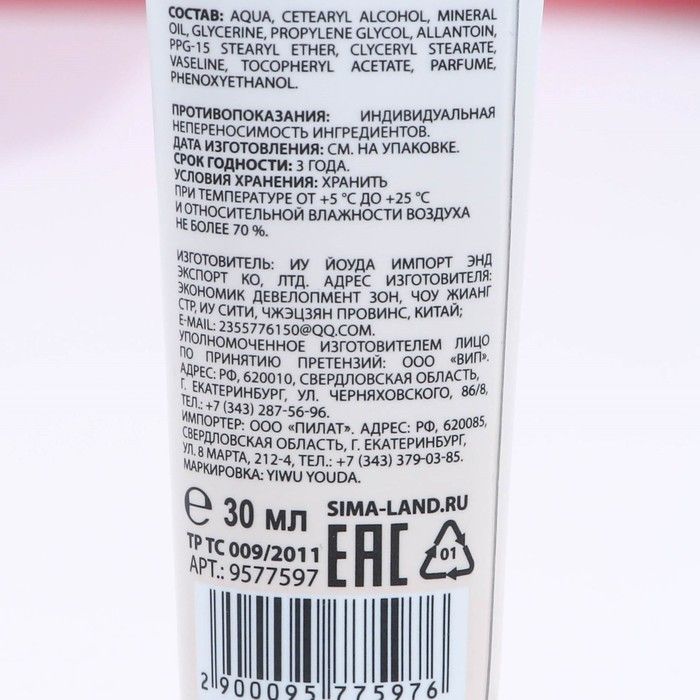 СОСТАВ: AQUA, CETEARYL ALCOHOL, MINERAL
OIL, GLYCERINE, PROPYLENE GLYCOL, ALLANTOIN,
PPG-15 STEARYL ETHER, GLYCERYL STEARATE,
VASELINE, TOCOPHERYL ACETATE, PARFUME,
PHENOXYETHANOL.
ПРОТИВОПОКАЗАНИЯ: ИНДИВИДУАЛЬНАЯ
НЕПЕРЕНОСИМОСТЬ ИНГРЕДИЕНТОВ.
ДАТА ИЗГОТОВЛЕНИЯ: СМ. НА УПАКОВКЕ.
СРОК ГОДНОСТИ: 3 ГОДА.
УСЛОВИЯ ХРАНЕНИЯ: ХРАНИТЬ
ПРИ ТЕМПЕРАТУРЕ ОТ +5 °C ДО +25 °C
И ОТНОСИТЕЛЬНОЙ ВЛАЖНОСТИ ВОЗДУХА
НЕ БОЛЕЕ 70 %.
ИЗГОТОВИТЕЛЬ: ИУ ЙОУДА ИМПОРТ ЭНД
ЭКСПОРТ КО, ЛТД. АДРЕС ИЗГОТОВИТЕЛЯ:
ЭКОНОМИК ДЕВЕЛОПМЕНТ ЗОН, ЧОУ ЖИАНГ
СТР, ИУ СИТИ, ЧЖЭЦЗЯН ПРОВИНС, КИТАЙ;
E-MAIL: 2355776150@QQ.COM.
УПОЛНОМОЧЕННОЕ ИЗГОТОВИТЕЛЕМ ЛИЦО
ПО ПРИНЯТИЮ ПРЕТЕНЗИЙ: ООО «ВИП».
АДРЕС: РФ, 620010, СВЕРДЛОВСКАЯ ОБЛАСТЬ,
Г. ЕКАТЕРИНБУРГ, УЛ. ЧЕРНЯХОВСКОГО, 86/8,
ТЕЛ.: +7 (343) 287-56-96.
ИМПОРТЕР: ООО «ПИЛАТ». АДРЕС: РФ, 620085,
СВЕРДЛОВСКАЯ ОБЛАСТЬ, Г. ЕКАТЕРИНБУРГ,
УЛ. 8 МАРТА, 212-4, ТЕЛ.: +7 (343) 379-03-85.
МАРКИРОВКА: YIWU YOUDA.
℮ 30 МЛ SIMA-LAND.RU
ТР ТС 009/2011 EAC 01
АРТ.: 9577597
2 900095 775976